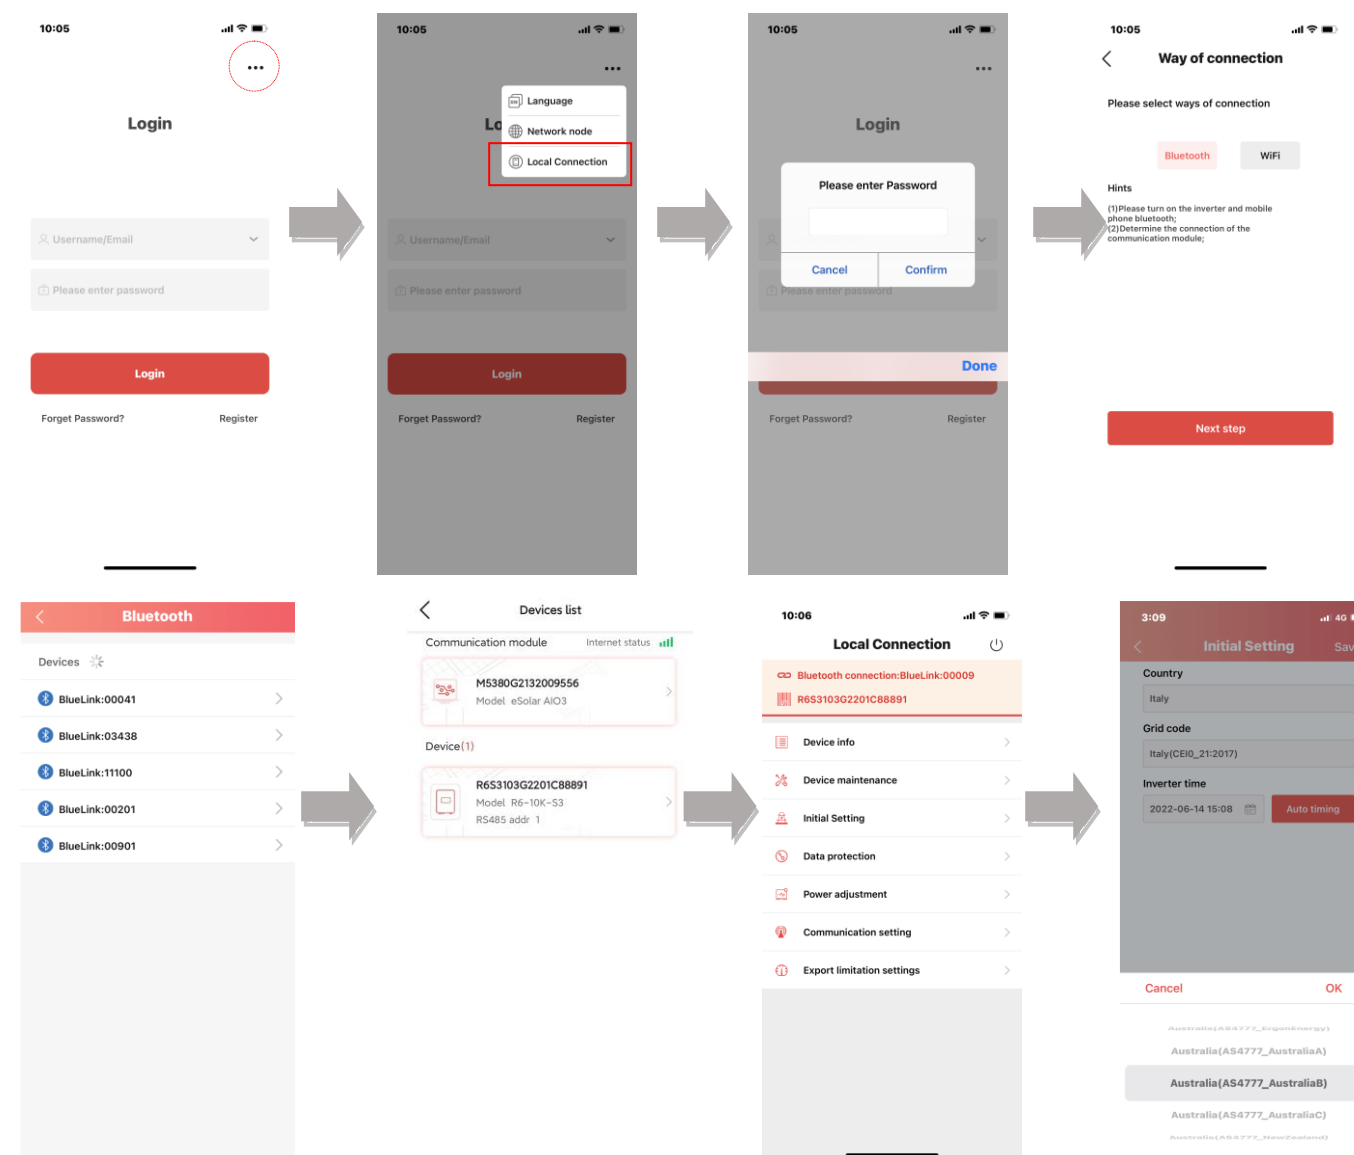 10:05
•••
Login
Username/Email
Please enter password
Login
Forget Password?
Register
10:05
•••
Lo
Language
Network node
Local Connection
Username/Email
Please enter password
Login
Forget Password?
Register
10:05
•••
Login
Please enter Password
Cancel
Confirm
Please enter password
Done
Forget Password?
Register
10:05
Way of connection
Please select ways of connection
Bluetooth
WiFi
Hints
(1)Please turn on the inverter and mobile
phone bluetooth;
(2)Determine the connection of the
communication module;
Next step
Bluetooth
Devices
BlueLink:00041
BlueLink:03438
BlueLink:11100
BlueLink:00201
BlueLink:00901
Devices list
Communication module
Internet status
M5380G2132009556
Model eSolar AIO3
Device(1)
R6S3103G2201C88891
Model R6-10K-S3
RS485 addr 1
10:06
Local Connection
Bluetooth connection:BlueLink:00009
R6S3103G2201C88891
Device info
Device maintenance
Initial Setting
Data protection
Power adjustment
Communication setting
Export limitation settings
3:09
4G
Initial Setting
Sav
Country
Italy
Grid code
Italy(CEI0_21:2017)
Inverter time
2022-06-14 15:08
Auto timing
Cancel
OK
Australia(AS4777_ErgonEnergy)
Australia(AS4777_AustraliaA)
Australia(AS4777_AustraliaB)
Australia(AS4777_AustraliaC)
Australia(AS4777_NewZealand)